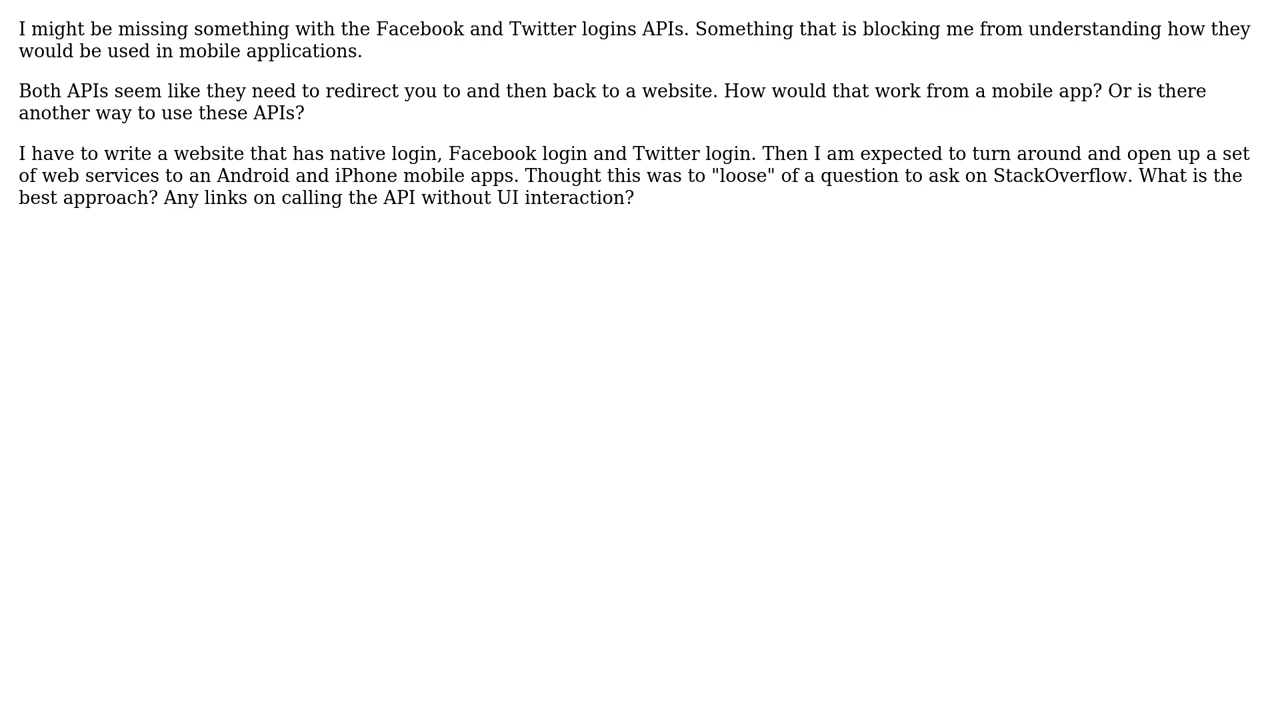 I might be missing something with the Facebook and Twitter logins APIs. Something that is blocking me from understanding how they
would be used in mobile applications.
Both APIs seem like they need to redirect you to and then back to a website. How would that work from a mobile app? Or is there
another way to use these APIs?
I have to write a website that has native login, Facebook login and Twitter login. Then I am expected to turn around and open up a set
of web services to an Android and iPhone mobile apps. Thought this was to "loose" of a question to ask on StackOverflow. What is the
best approach? Any links on calling the API without UI interaction?